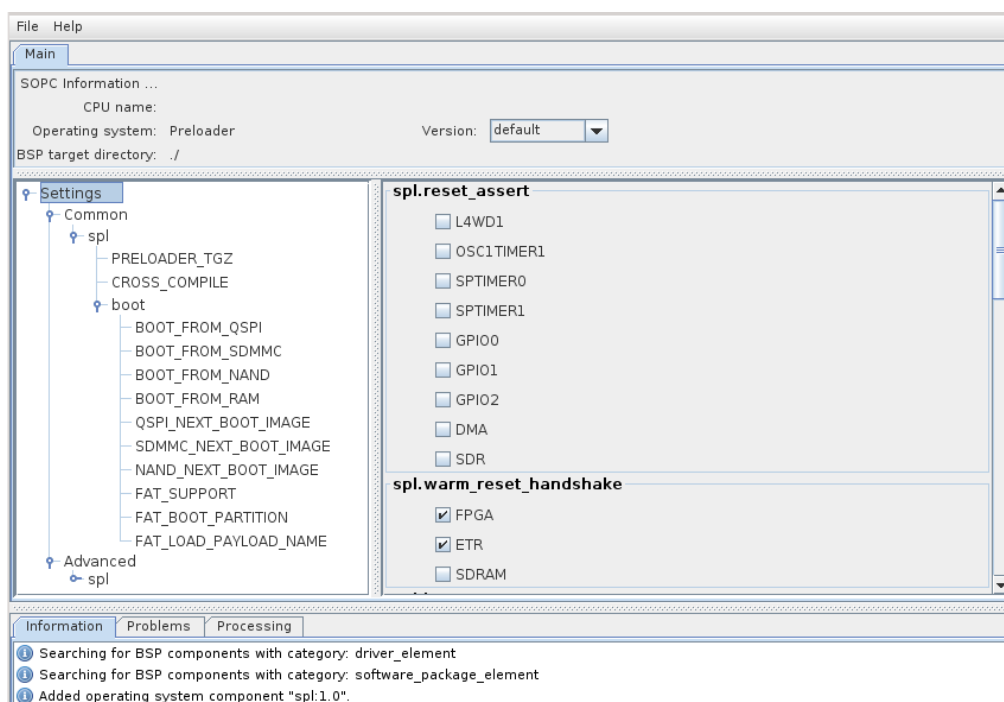 File Help
Main
SOPC Information ...
CPU name:
Operating system: Preloader Version: default
BSP target directory: ./
Settings
Common
spl
PRELOADER_TGZ
CROSS_COMPILE
boot
BOOT_FROM_QSPI
BOOT_FROM_SDMMC
BOOT_FROM_NAND
BOOT_FROM_RAM
QSPI_NEXT_BOOT_IMAGE
SDMMC_NEXT_BOOT_IMAGE
NAND_NEXT_BOOT_IMAGE
FAT_SUPPORT
FAT_BOOT_PARTITION
FAT_LOAD_PAYLOAD_NAME
Advanced
spl
spl.reset_assert
L4WD1
OSC1TIMER1
SPTIMER0
SPTIMER1
GPIO0
GPIO1
GPIO2
DMA
SDR
spl.warm_reset_handshake
FPGA
ETR
SDRAM
Information Problems Processing
Searching for BSP components with category: driver_element
Searching for BSP components with category: software_package_element
Added operating system component "spl:1.0".